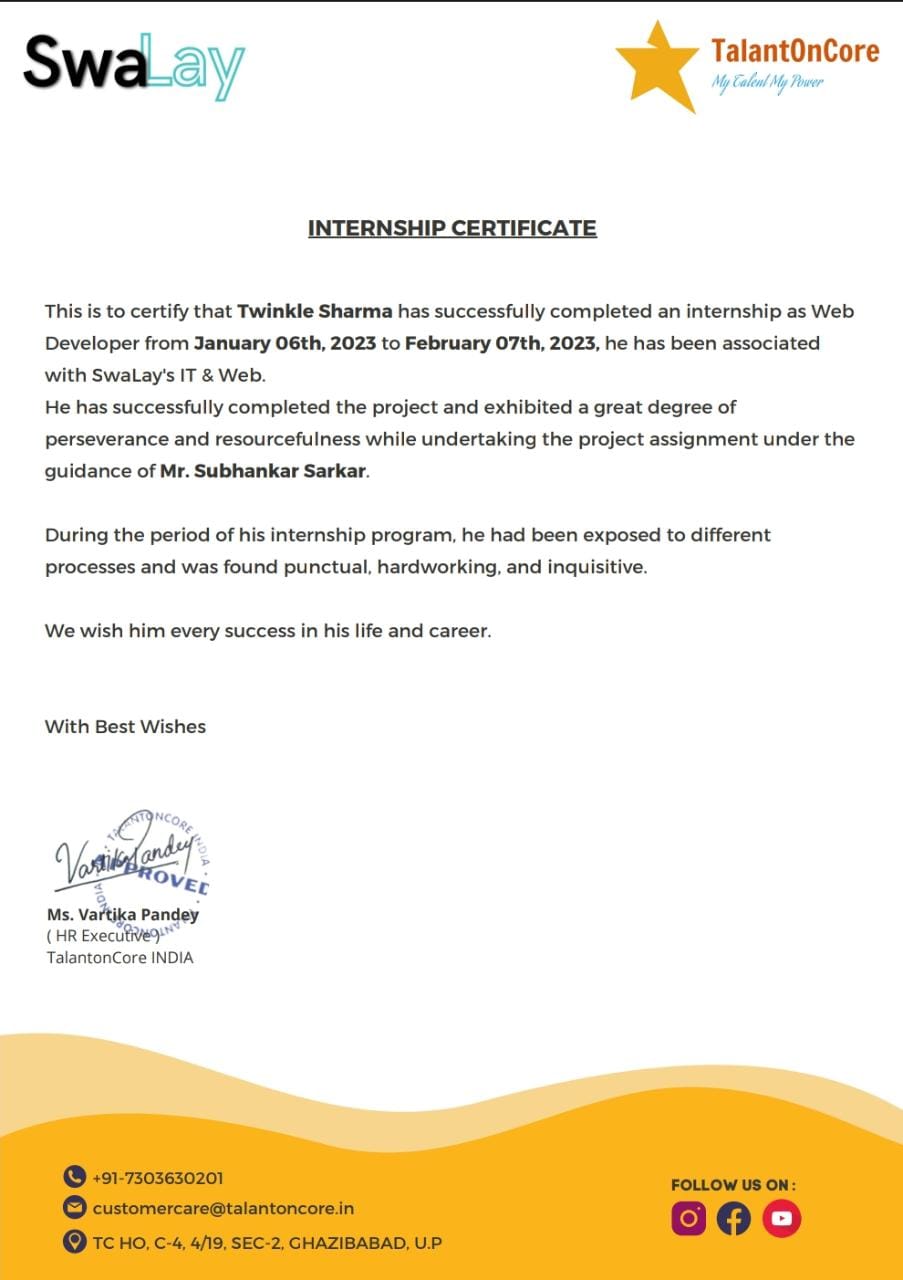 SwaLay
TalantOnCore
My Talent My Power
INTERNSHIP CERTIFICATE
This is to certify that Twinkle Sharma has successfully completed an internship as Web
Developer from January 06th, 2023 to February 07th, 2023, he has been associated
with SwaLay's IT & Web.
He has successfully completed the project and exhibited a great degree of
perseverance and resourcefulness while undertaking the project assignment under the
guidance of Mr. Subhankar Sarkar.
During the period of his internship program, he had been exposed to different
processes and was found punctual, hardworking, and inquisitive.
We wish him every success in his life and career.
With Best Wishes
TALANTONCORE INDIA
Vartika Pandey
APPROVED
TALANTONCORE INDIA
Ms. Vartika Pandey
( HR Executive )
TalantonCore INDIA
+91-7303630201
customercare@talantoncore.in
TC HO, C-4, 4/19, SEC-2, GHAZIBABAD, U.P
FOLLOW US ON :